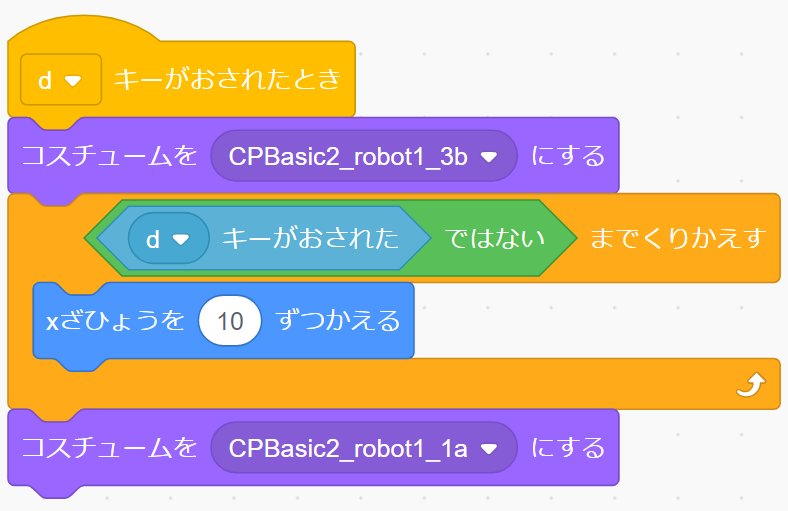 d キーがおされたとき
コスチュームを CPBasic2_robot1_3b にする
d キーがおされた ではない までくりかえす
xざひょうを 10 ずつかえる
コスチュームを CPBasic2_robot1_1a にする